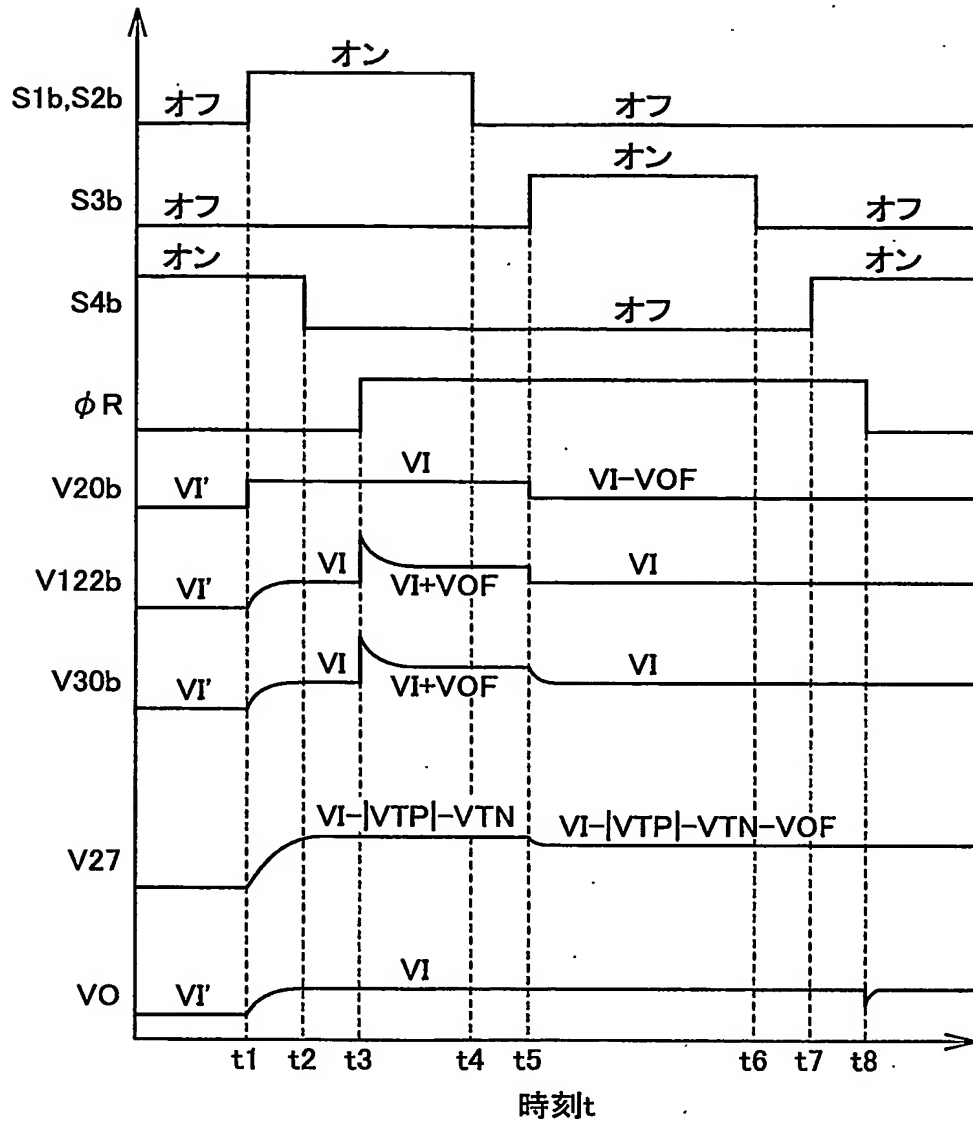 オン
S1b,S2b オフ オフ
オン
S3b オフ オフ
オン オン
S4b オフ
φR
VI
V20b VI' VI-VOF
V122b VI' VI VI+VOF VI
V30b VI' VI VI+VOF VI
VI-|VTP|-VTN VI-|VTP|-VTN-VOF
V27
VI
VO VI'
t1 t2 t3 t4 t5 t6 t7 t8
時刻t